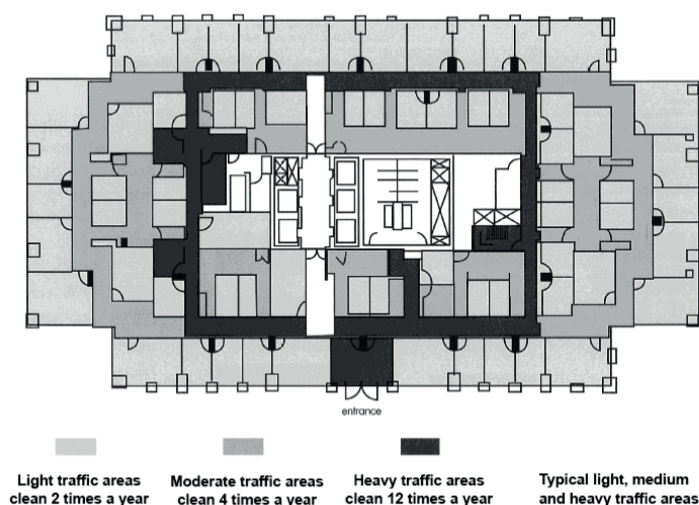 entrance
Light traffic areas
clean 2 times a year
Moderate traffic areas
clean 4 times a year
Heavy traffic areas
clean 12 times a year
Typical light, medium
and heavy traffic areas